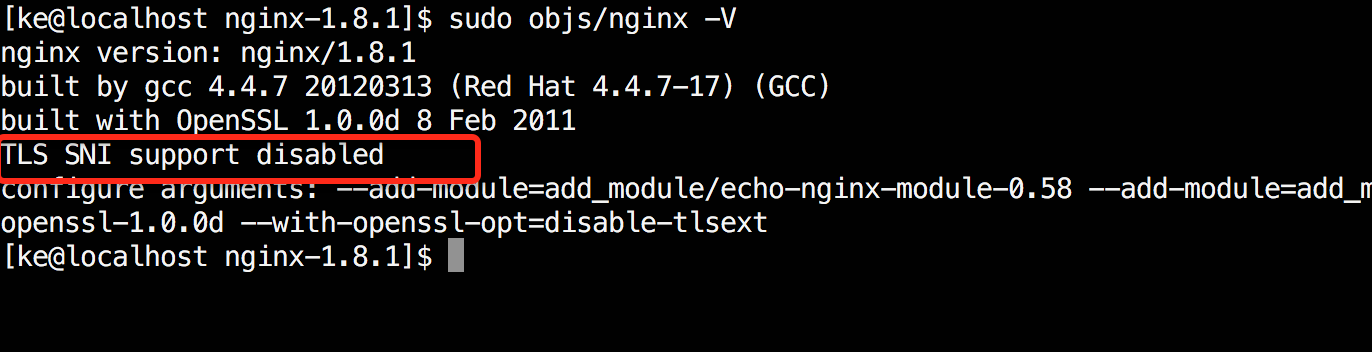 [ke@localhost nginx-1.8.1]$ sudo objs/nginx -V
nginx version: nginx/1.8.1
built by gcc 4.4.7 20120313 (Red Hat 4.4.7-17) (GCC)
built with OpenSSL 1.0.0d 8 Feb 2011
TLS SNI support disabled
configure arguments: --add-module=add_module/echo-nginx-module-0.58 --add-module=add_m
openssl-1.0.0d --with-openssl-opt=disable-tlsext
[ke@localhost nginx-1.8.1]$